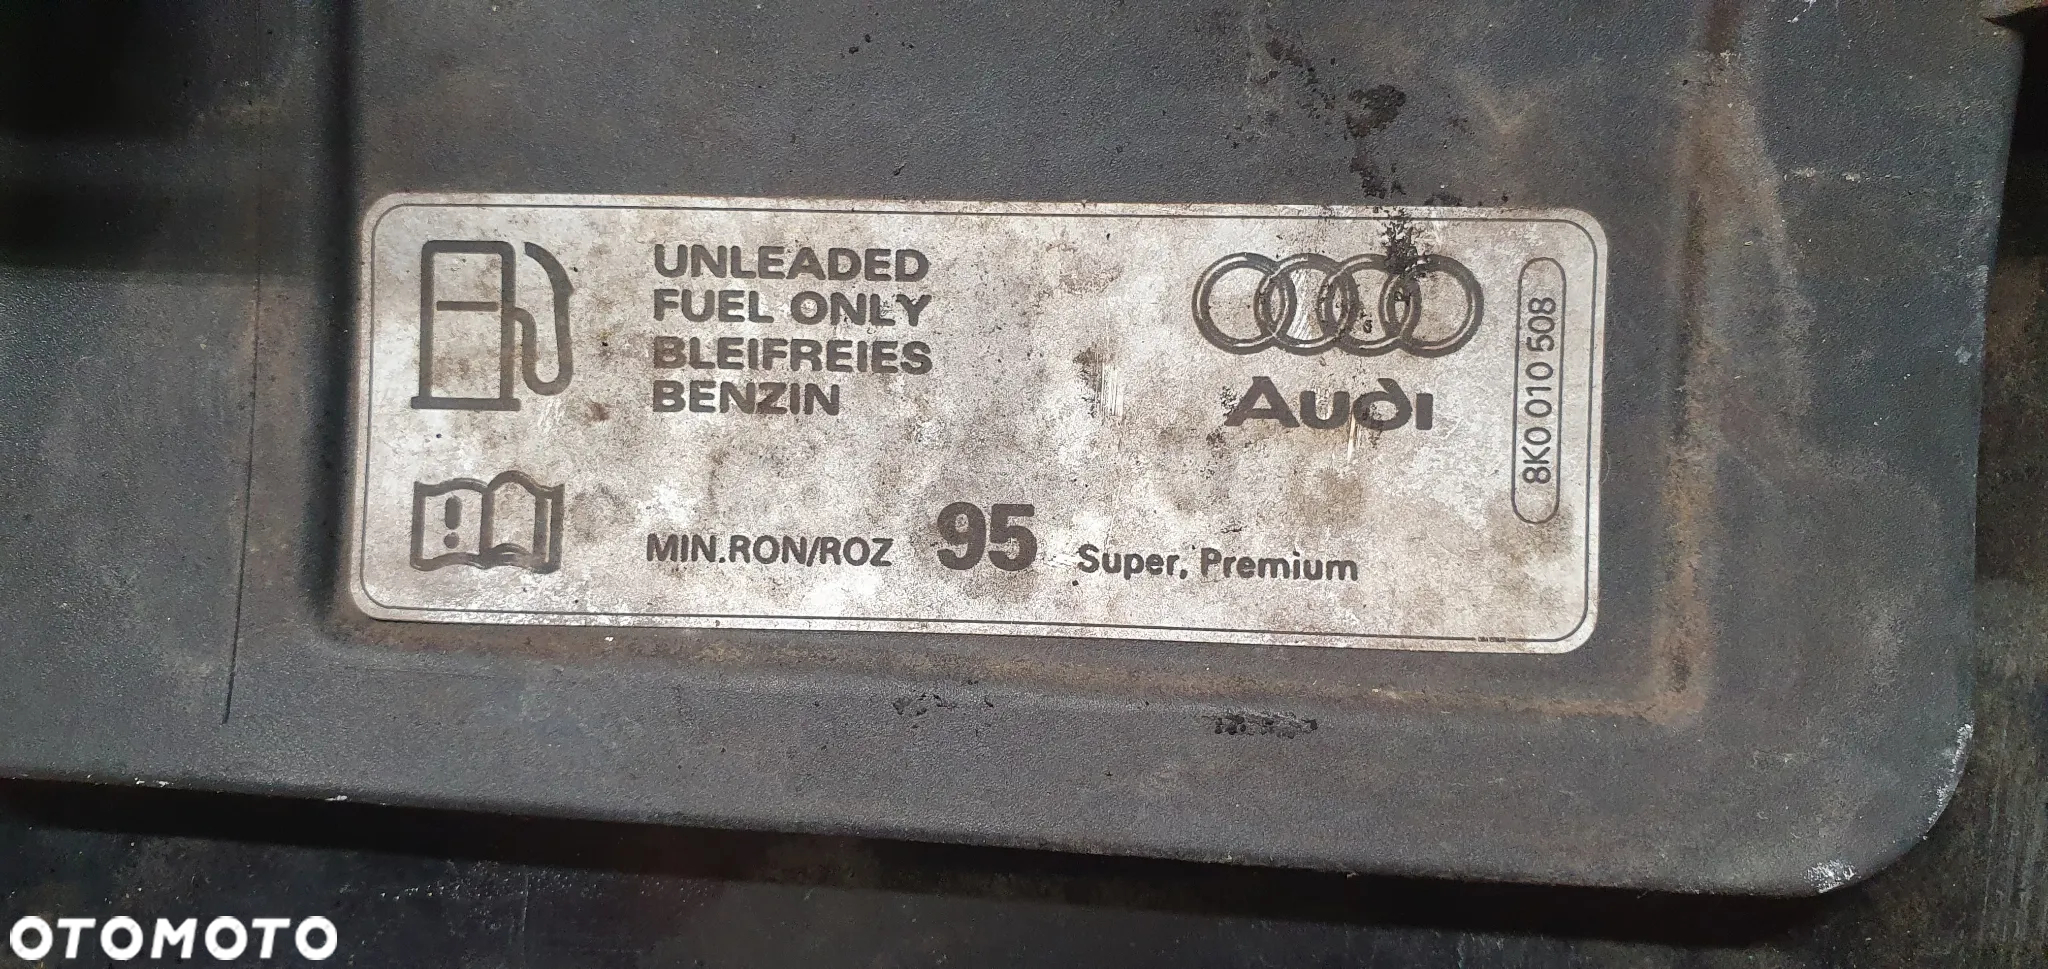 UNLEADED
FUEL ONLY
BLEIFREIES
BENZIN
MIN.RON/ROZ 95 Super, Premium
Audi
8K0 010 508
OTOMOTO